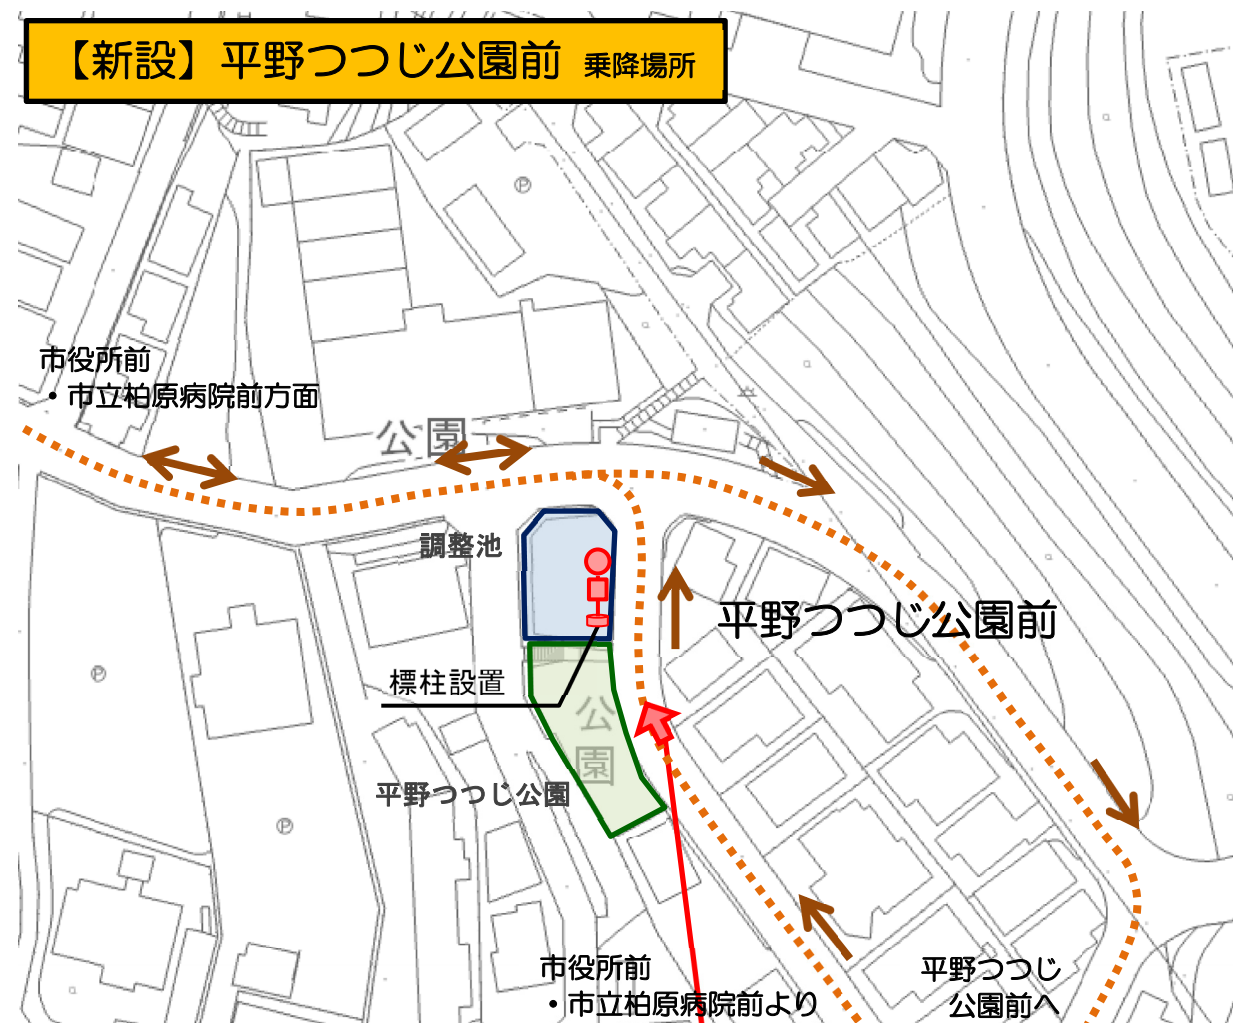 【新設】平野つつじ公園前 乗降場所
市役所前
・市立柏原病院前方面
公園
調整池
平野つつじ公園前
標柱設置
公
園
平野つつじ公園
市役所前
・市立柏原病院前より
平野つつじ
公園前へ
Ⓟ
Ⓟ
Ⓟ